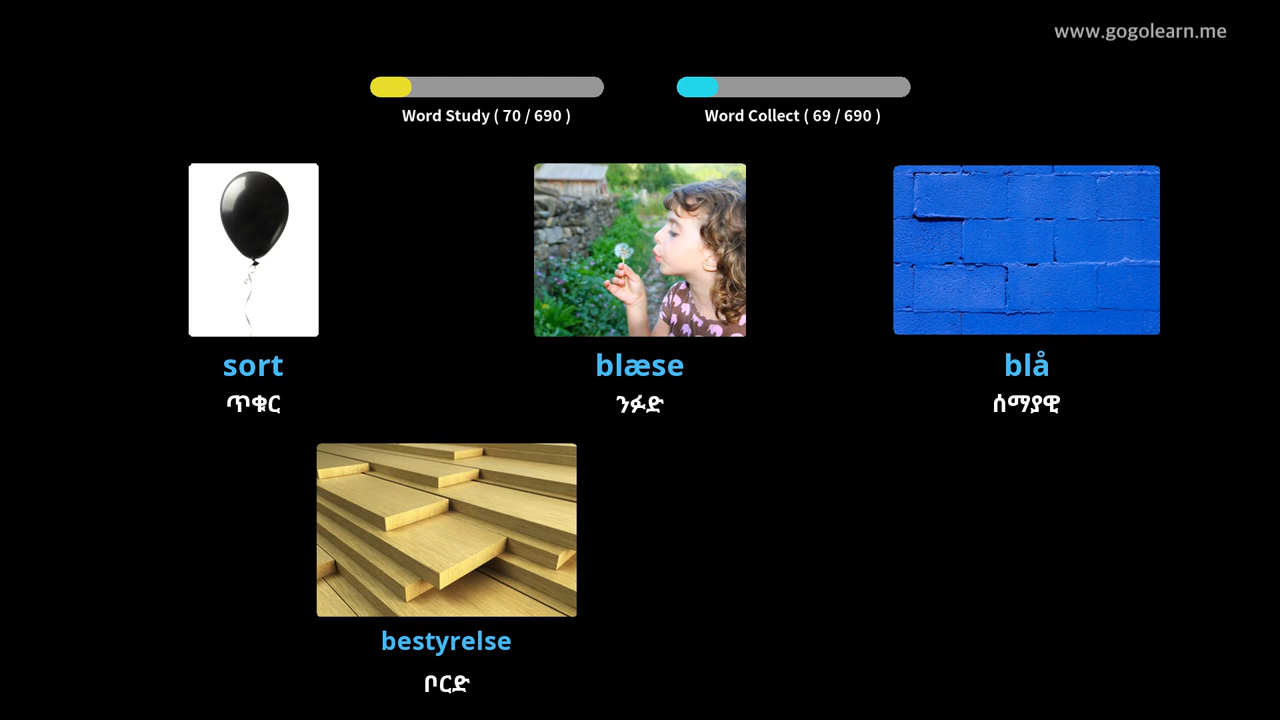 www.gogolearn.me
Word Study ( 70 / 690 )
Word Collect ( 69 / 690 )
sort
ጥቁር
blæse
ንፉድ
blå
ሰማያዊ
bestyrelse
ቦርድ